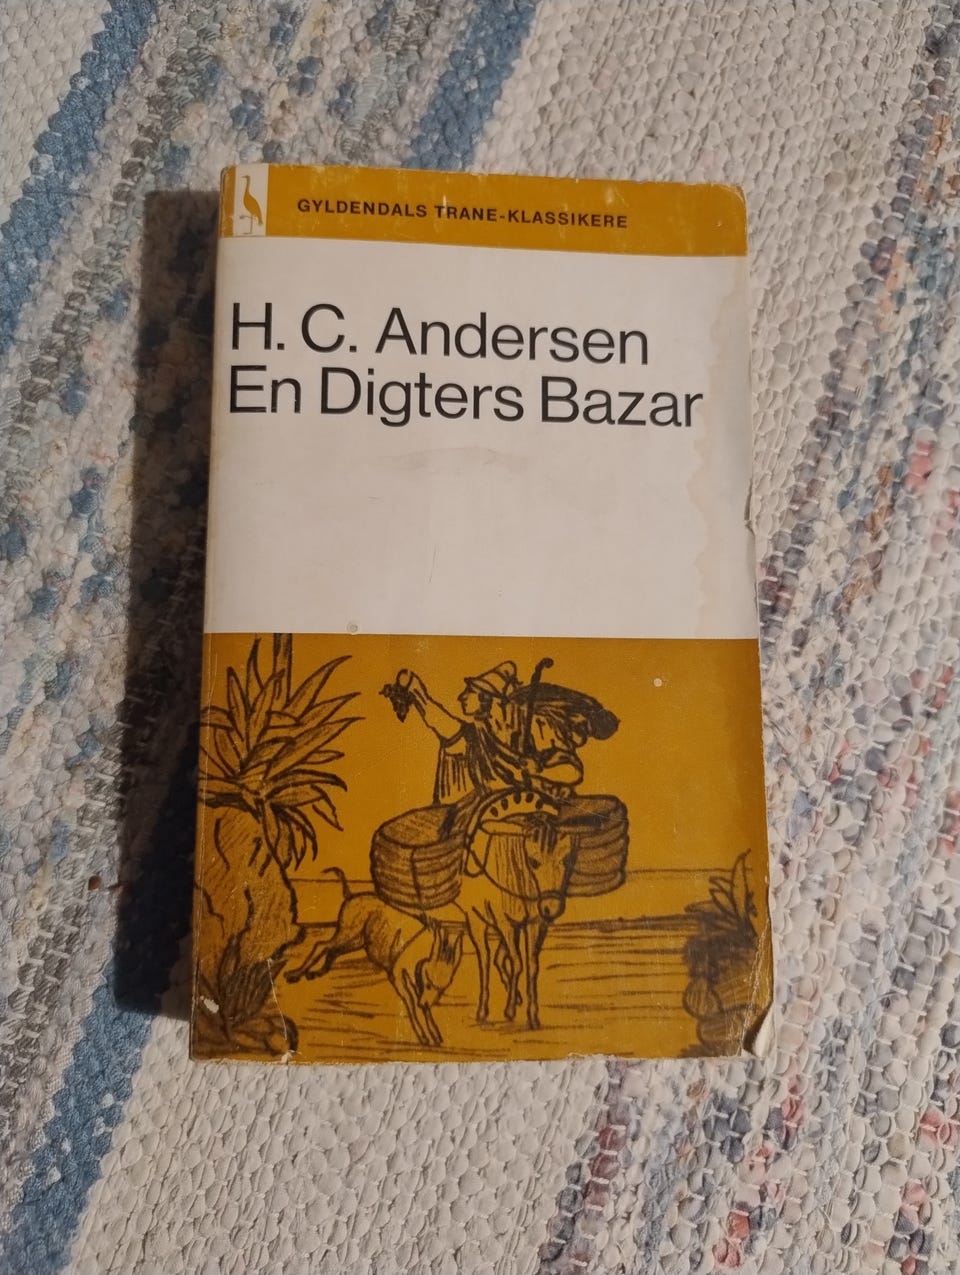 GYLDENDALS TRANE-KLASSIKERE
H. C. Andersen
En Digters Bazar